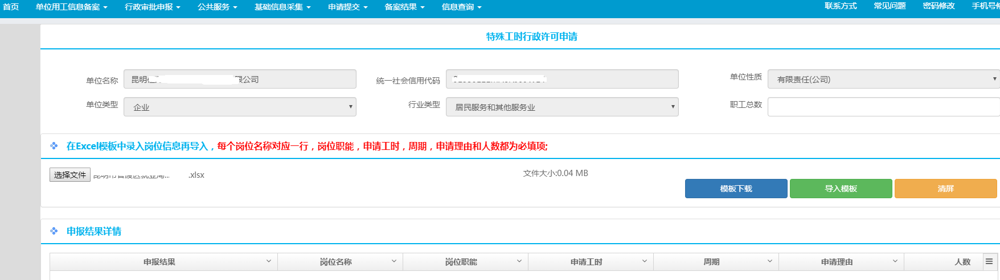 首页 单位用工信息备案 行政审批申报 公共服务 基础信息采集 申请提交 备案结果 信息查询 联系方式 常见问题 密码修改 手机号
特殊工时行政许可申请
单位名称 昆明 限公司 统一社会信用代码 单位性质 有限责任(公司)
单位类型 企业 行业类型 居民服务和其他服务业 职工总数
在Excel模板中录入岗位信息再导入，每个岗位名称对应一行，岗位职能，申请工时，周期，申请理由和人数都为必填项;
选择文件 .xlsx 文件大小:0.04 MB
模板下载 导入模板 清屏
申报结果详情
申报结果 岗位名称 岗位职能 申请工时 周期 申请理由 人数